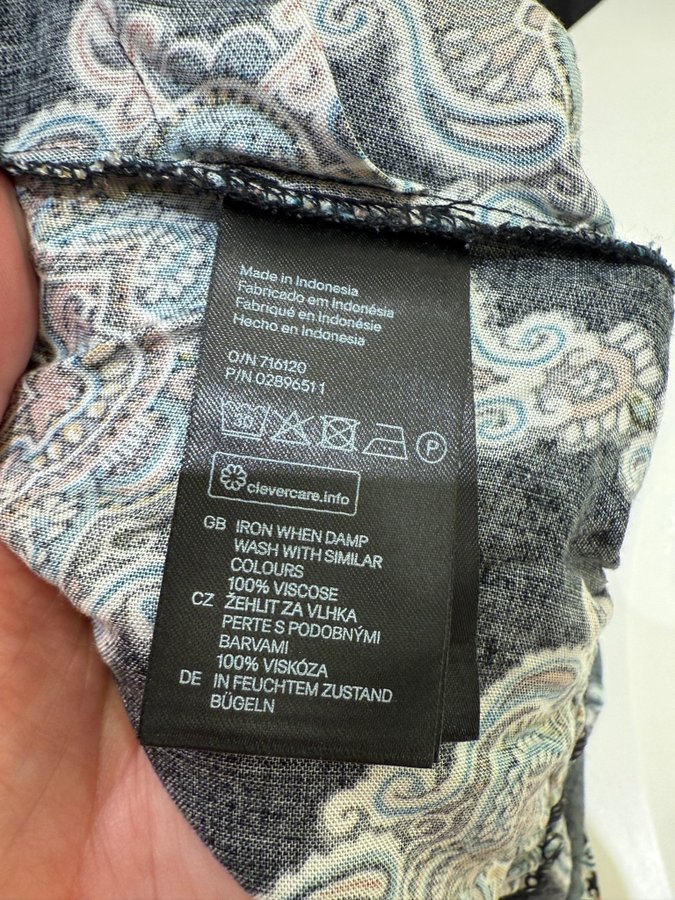 Made in Indonesia
Fabricado em Indonésia
Fabriqué en Indonésie
Hecho en Indonesia
O/N 716120
P/N 02896511
P
clevercare.info
GB IRON WHEN DAMP
WASH WITH SIMILAR
COLOURS
100% VISCOSE
CZ ŽEHLIT ZA VLHKA
PERTE S PODOBNÝMI
BARVAMI
100% VISKÓZA
DE IN FEUCHTEM ZUSTAND
BÜGELN